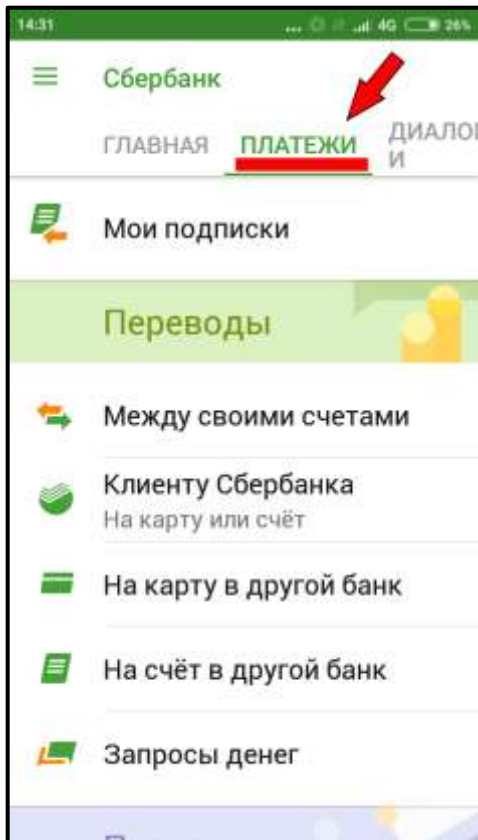 14:31 ... 4G 26%
Сбербанк
ГЛАВНАЯ ПЛАТЕЖИ ДИАЛОГ
И
Мои подписки
Переводы
Между своими счетами
Клиенту Сбербанка
На карту или счёт
На карту в другой банк
На счёт в другой банк
Запросы денег